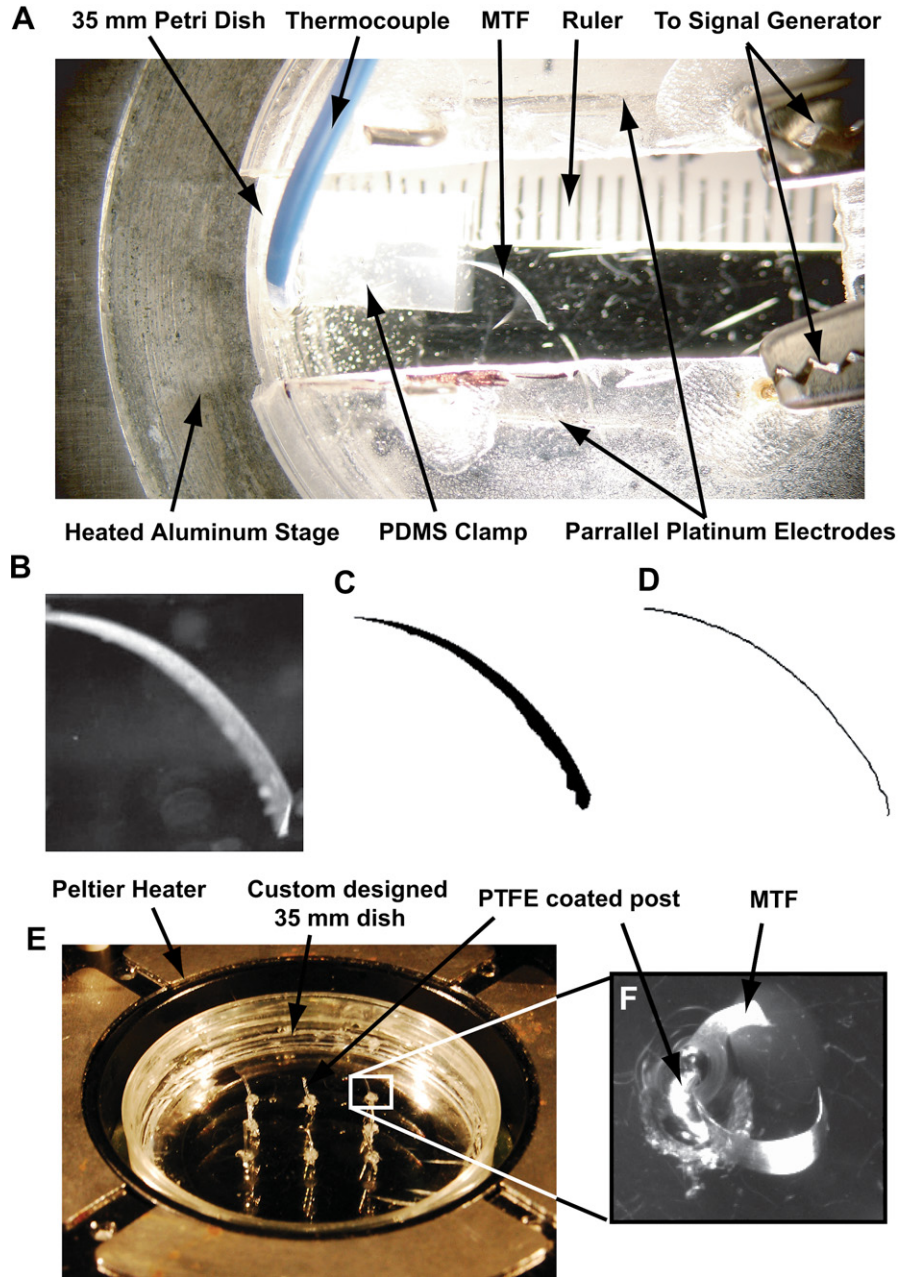 A
35 mm Petri Dish
Thermocouple
MTF
Ruler
To Signal Generator
Heated Aluminum Stage
PDMS Clamp
Parrallel Platinum Electrodes
B
C
D
Peltier Heater
Custom designed
35 mm dish
PTFE coated post
MTF
E
F